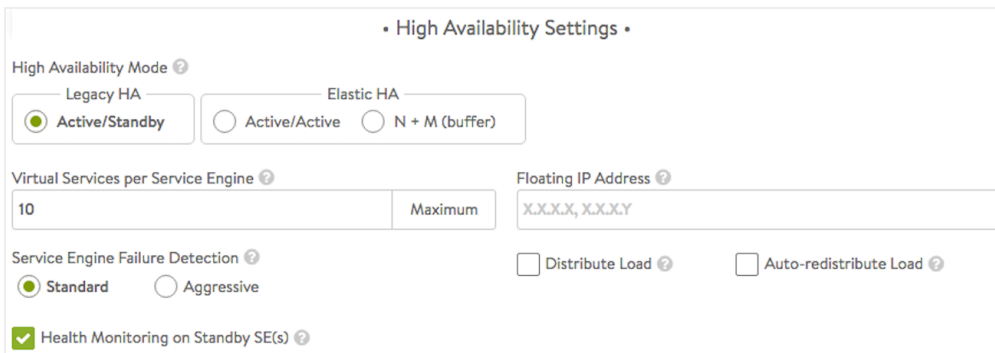 • High Availability Settings •
High Availability Mode ?
Legacy HA Elastic HA
Active/Standby Active/Active N + M (buffer)
Virtual Services per Service Engine ? Floating IP Address ?
10 Maximum X.X.X.X, X.X.X.Y
Service Engine Failure Detection ? Distribute Load ? Auto-redistribute Load ?
Standard Aggressive
Health Monitoring on Standby SE(s) ?